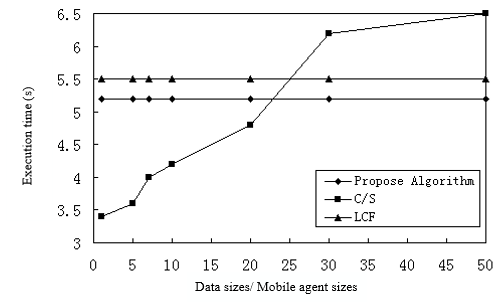 6.5
6
5.5
5
4.5
4
3.5
3
Execution time (s)
Propose Algorithm
C/S
LCF
0 5 10 15 20 25 30 35 40 45 50
Data sizes/ Mobile agent sizes